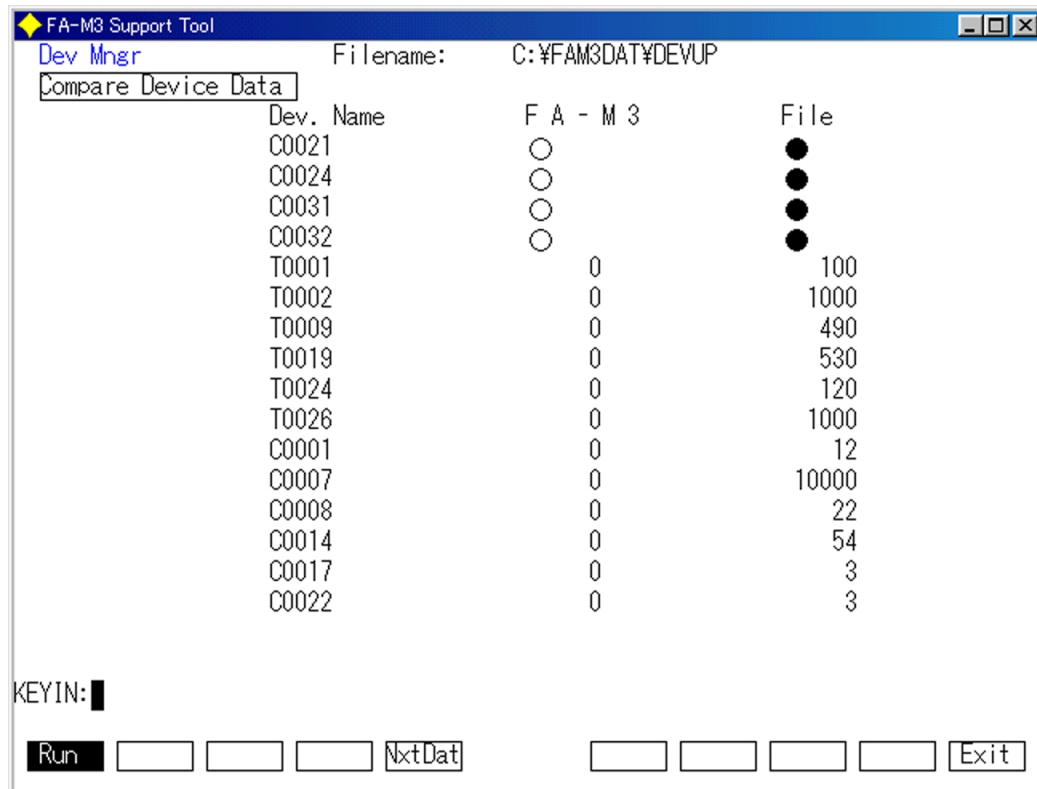 FA-M3 Support Tool
Dev Mngr Filename: C:¥FAM3DAT¥DEVUP
Compare Device Data
Dev. Name F A - M 3 File
C0021 ○ ●
C0024 ○ ●
C0031 ○ ●
C0032 ○ ●
T0001 0 100
T0002 0 1000
T0009 0 490
T0019 0 530
T0024 0 120
T0026 0 1000
C0001 0 12
C0007 0 10000
C0008 0 22
C0014 0 54
C0017 0 3
C0022 0 3
KEYIN:
Run NxtDat Exit